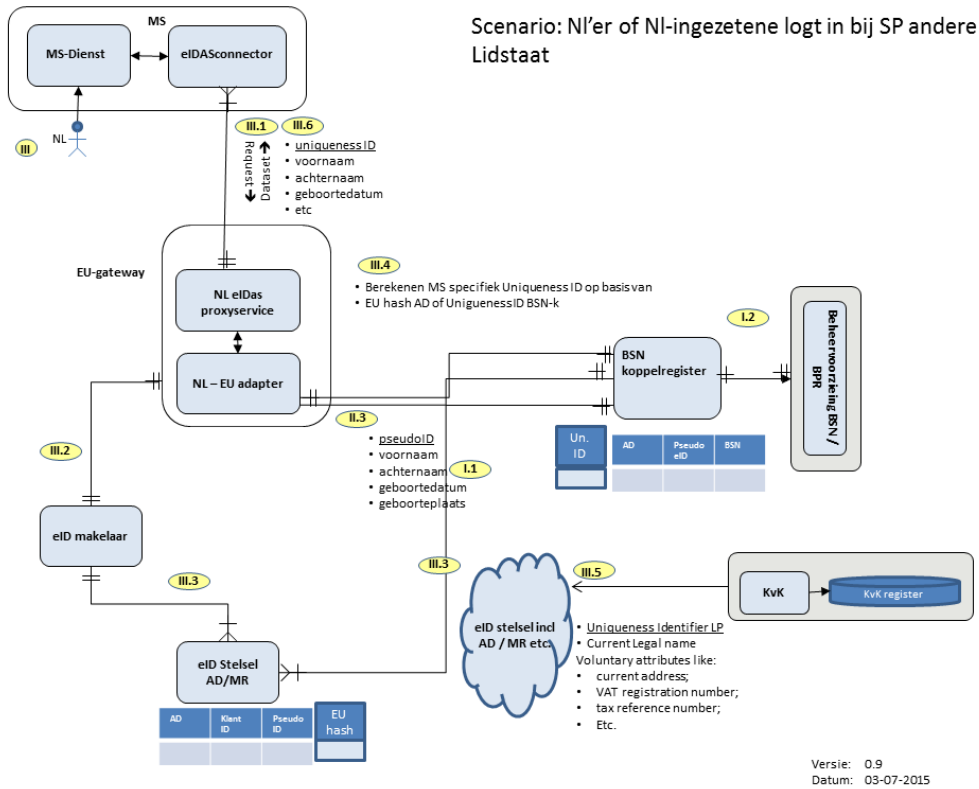 Scenario: Nl'er of Nl-ingezetene logt in bij SP andere
Lidstaat
MS
MS-Dienst
eIDASconnector
III
NL
III.1
III.6
Request
Dataset
• uniqueness ID
• voornaam
• achternaam
• geboortedatum
• etc
EU-gateway
NL eIDas
proxyservice
NL – EU adapter
III.4
• Berekenen MS specifiek Uniqueness ID op basis van
• EU hash AD of UniguenessID BSN-k
I.2
BSN
koppelregister
Beheervoorzieing BSN /
BPR
Un.
ID
AD
Pseudo
eID
BSN
II.3
• pseudoID
• voornaam
• achternaam
• geboortedatum
• geboorteplaats
I.1
III.2
eID makelaar
III.3
III.3
eID Stelsel
AD/MR
AD
Klant
ID
Pseudo
ID
EU
hash
eID stelsel incl
AD / MR etc.
III.5
KvK
KvK register
• Uniqueness Identifier LP
• Current Legal name
Voluntary attributes like:
• current address;
• VAT registration number;
• tax reference number;
• Etc.
Versie: 0.9
Datum: 03-07-2015